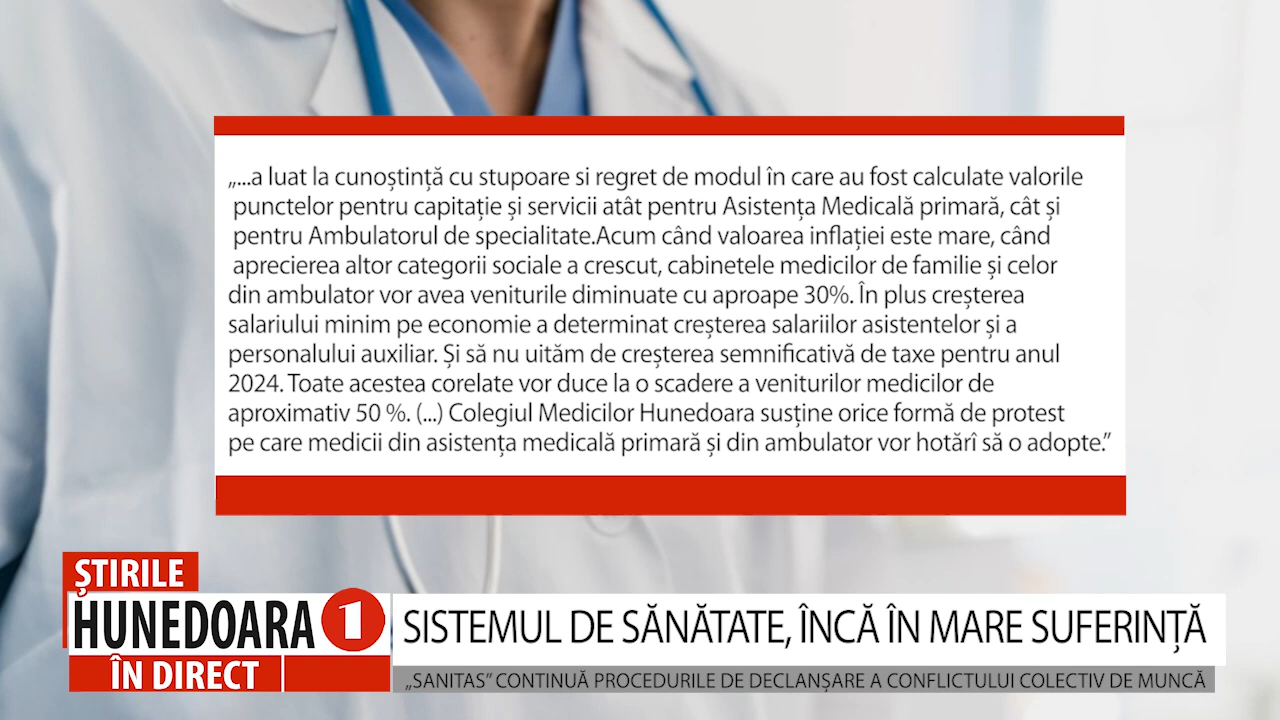 „...a luat la cunoștință cu stupoare si regret de modul în care au fost calculate valorile
punctelor pentru capitație și servicii atât pentru Asistența Medicală primară, cât și
pentru Ambulatorul de specialitate.Acum când valoarea inflației este mare, când
aprecierea altor categorii sociale a crescut, cabinetele medicilor de familie și celor
din ambulator vor avea veniturile diminuate cu aproape 30%. În plus creșterea
salariului minim pe economie a determinat creșterea salariilor asistentelor și a
personalului auxiliar. Și să nu uităm de creșterea semnificativă de taxe pentru anul
2024. Toate acestea corelate vor duce la o scadere a veniturilor medicilor de
aproximativ 50 %. (...) Colegiul Medicilor Hunedoara susține orice formă de protest
pe care medicii din asistența medicală primară și din ambulator vor hotărî să o adopte.”
ȘTIRILE
HUNEDOARA 1
ÎN DIRECT
SISTEMUL DE SĂNĂTATE, ÎNCĂ ÎN MARE SUFERINȚĂ
„SANITAS” CONTINUĂ PROCEDURILE DE DECLANȘARE A CONFLICTULUI COLECTIV DE MUNCĂ